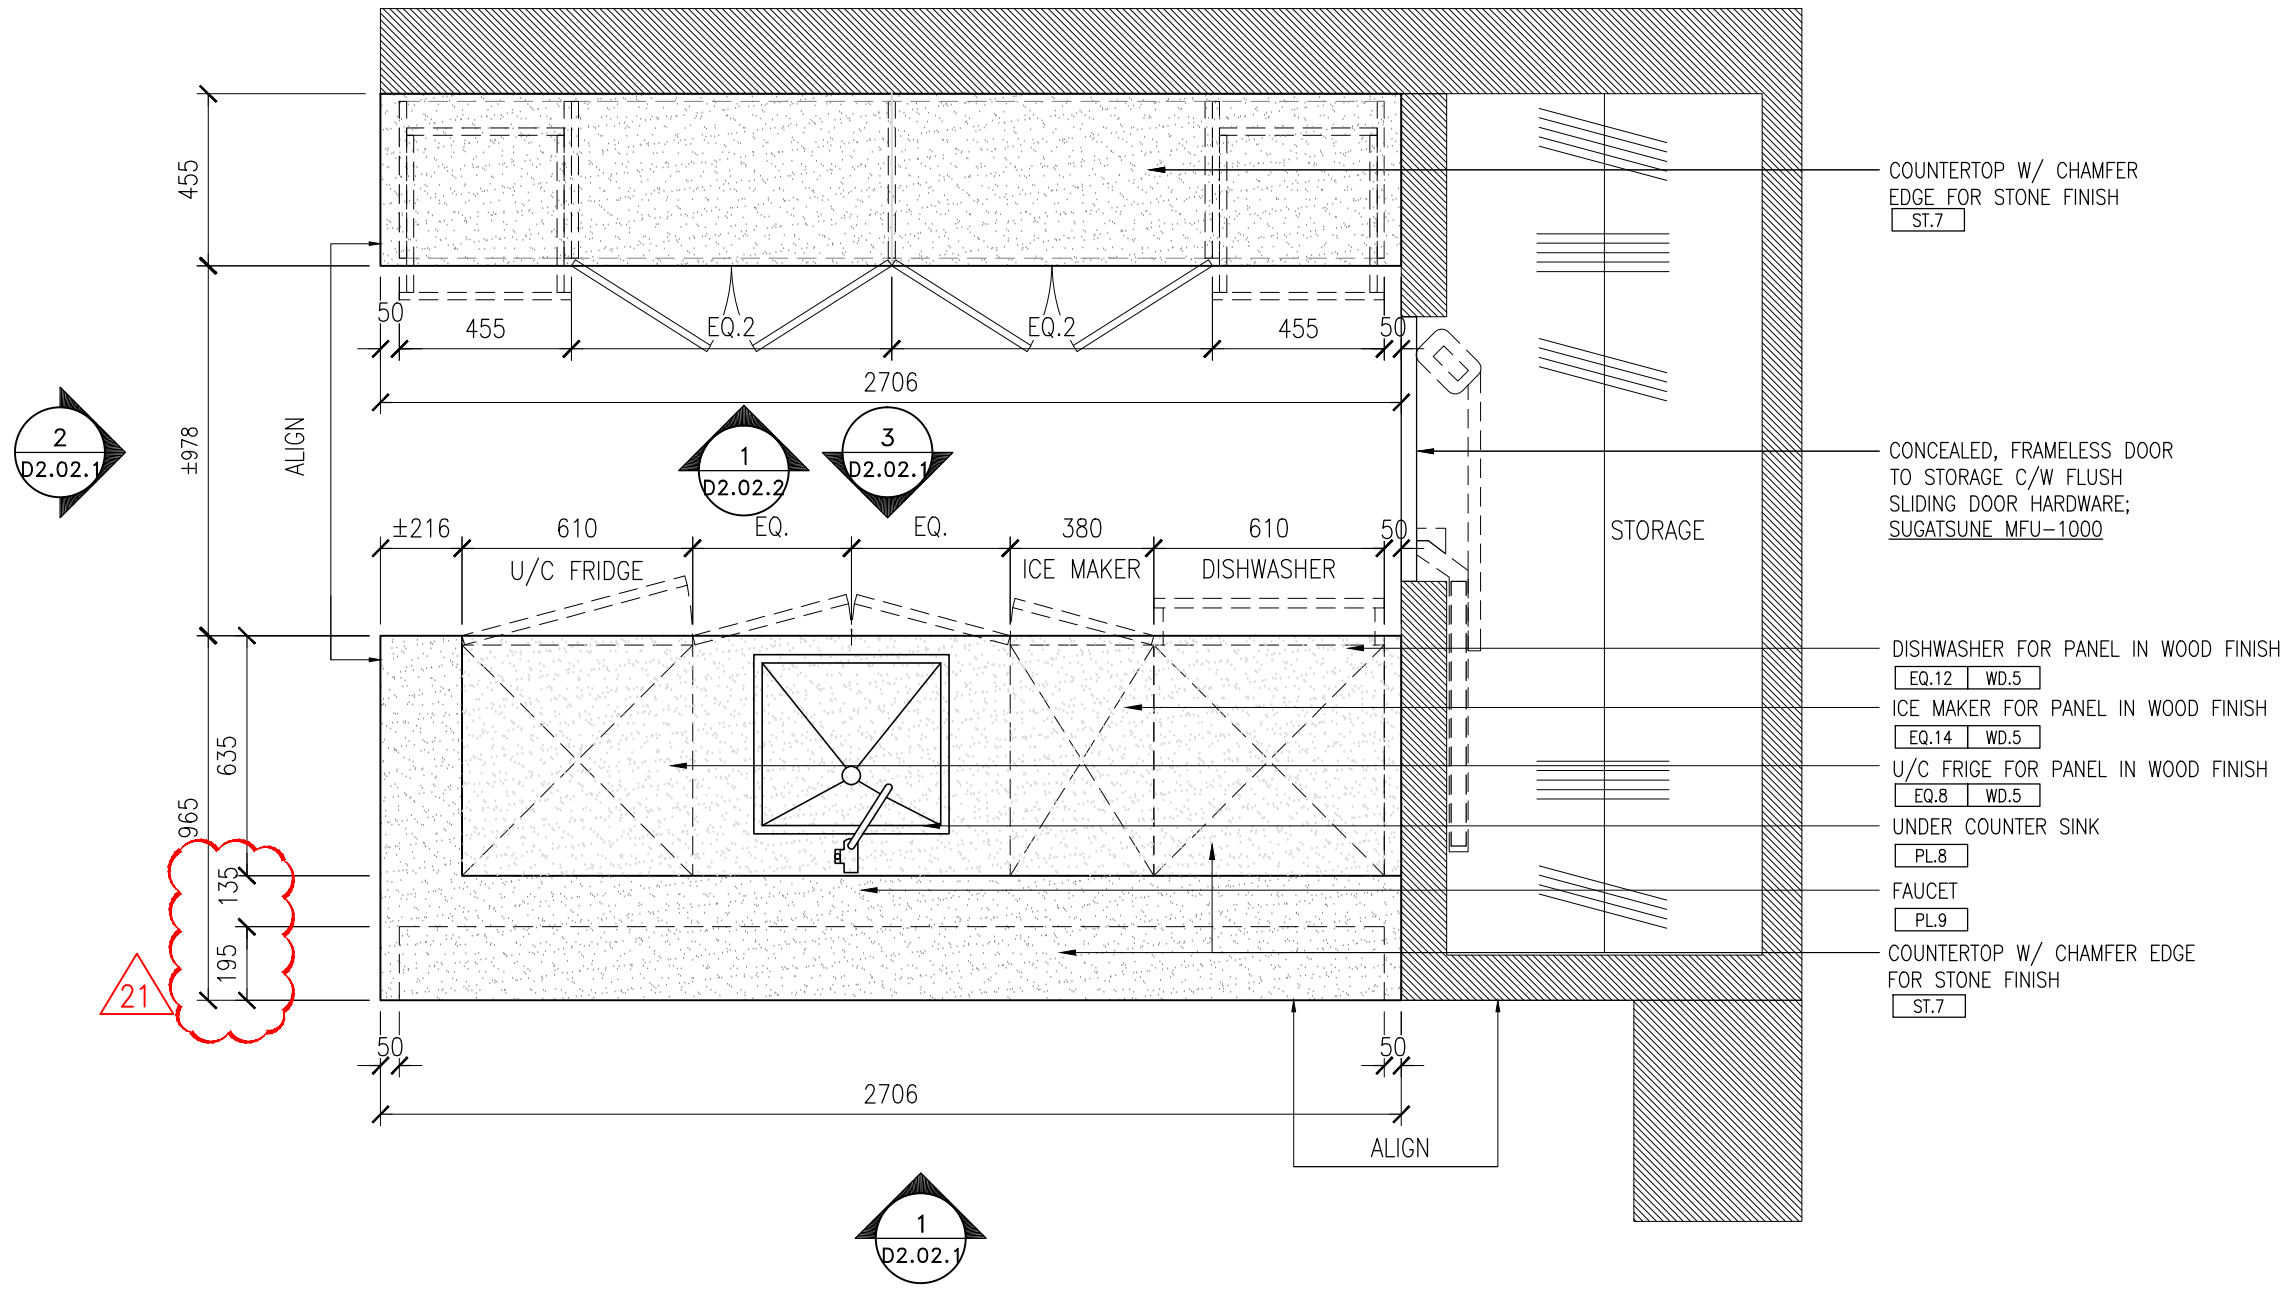 COUNTERTOP W/ CHAMFER
EDGE FOR STONE FINISH
ST.7
455
50
455
EQ.2
EQ.2
455
50
2706
ALIGN
±978
2
D2.02.1
1
D2.02.2
3
D2.02.1
CONCEALED, FRAMELESS DOOR
TO STORAGE C/W FLUSH
SLIDING DOOR HARDWARE;
SUGATSUNE MFU-1000
STORAGE
±216
610
EQ.
EQ.
380
610
50
U/C FRIDGE
ICE MAKER
DISHWASHER
DISHWASHER FOR PANEL IN WOOD FINISH
EQ.12 WD.5
ICE MAKER FOR PANEL IN WOOD FINISH
EQ.14 WD.5
U/C FRIGE FOR PANEL IN WOOD FINISH
EQ.8 WD.5
UNDER COUNTER SINK
PL.8
FAUCET
PL.9
COUNTERTOP W/ CHAMFER EDGE
FOR STONE FINISH
ST.7
635
965
135
195
21
50
50
2706
ALIGN
1
D2.02.1